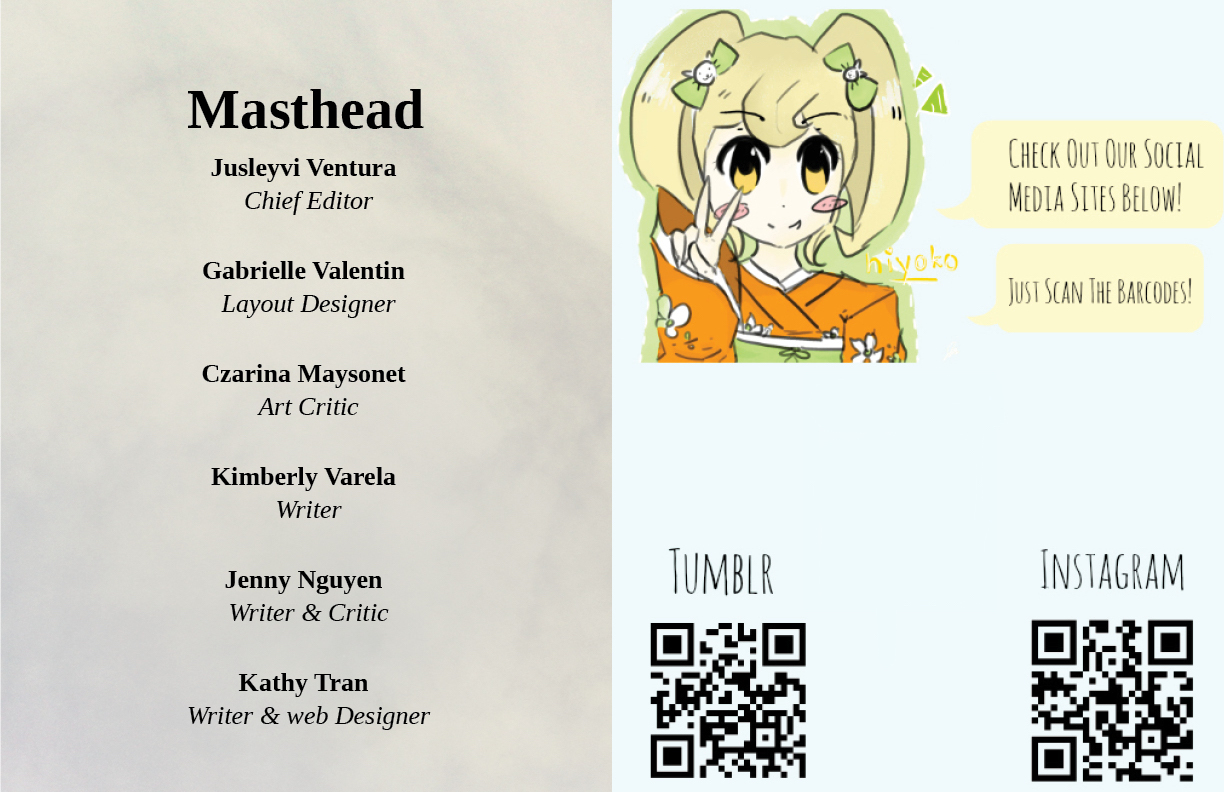 Masthead
Jusleyvi Ventura
Chief Editor
Gabrielle Valentin
Layout Designer
Czarina Maysonet
Art Critic
Kimberly Varela
Writer
Jenny Nguyen
Writer & Critic
Kathy Tran
Writer & web Designer
Check Out Our Social
Media Sites Below!
hiyoko
Just Scan The Barcodes!
Tumblr
Instagram